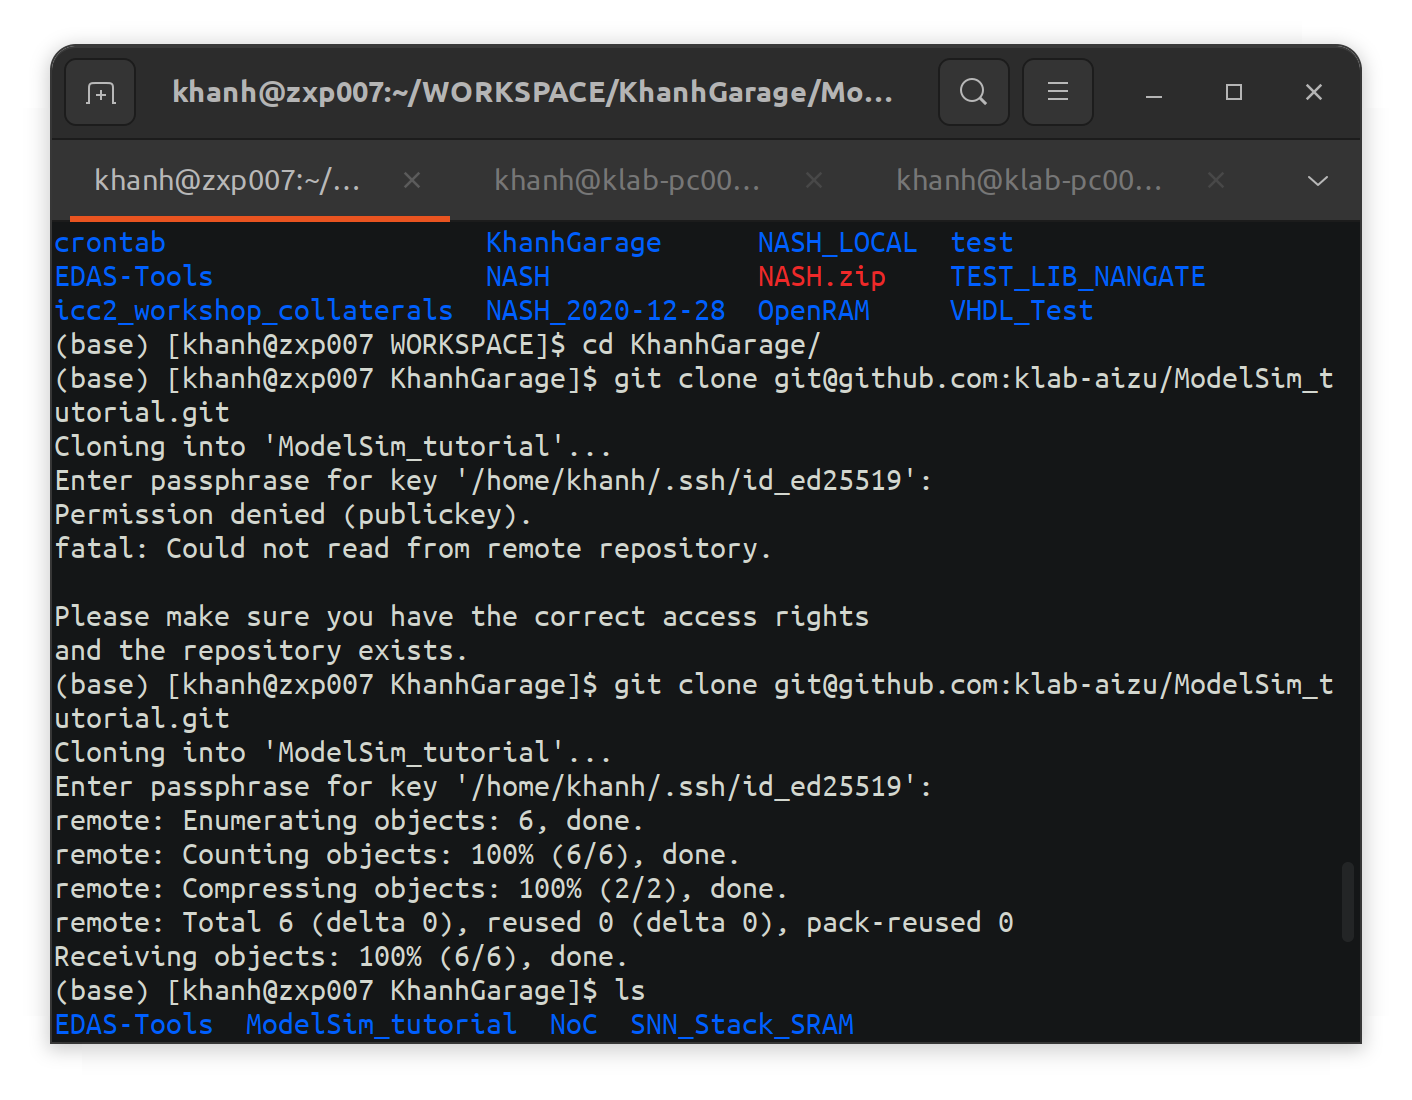 khanh@zxp007:~/WORKSPACE/KhanhGarage/Mo...
khanh@zxp007:~/... khanh@klab-pc00... khanh@klab-pc00...
crontab KhanhGarage NASH_LOCAL test
EDAS-Tools NASH NASH.zip TEST_LIB_NANGATE
icc2_workshop_collaterals NASH_2020-12-28 OpenRAM VHDL_Test
(base) [khanh@zxp007 WORKSPACE]$ cd KhanhGarage/
(base) [khanh@zxp007 KhanhGarage]$ git clone git@github.com:klab-aizu/ModelSim_t
utorial.git
Cloning into 'ModelSim_tutorial'...
Enter passphrase for key '/home/khanh/.ssh/id_ed25519':
Permission denied (publickey).
fatal: Could not read from remote repository.
Please make sure you have the correct access rights
and the repository exists.
(base) [khanh@zxp007 KhanhGarage]$ git clone git@github.com:klab-aizu/ModelSim_t
utorial.git
Cloning into 'ModelSim_tutorial'...
Enter passphrase for key '/home/khanh/.ssh/id_ed25519':
remote: Enumerating objects: 6, done.
remote: Counting objects: 100% (6/6), done.
remote: Compressing objects: 100% (2/2), done.
remote: Total 6 (delta 0), reused 0 (delta 0), pack-reused 0
Receiving objects: 100% (6/6), done.
(base) [khanh@zxp007 KhanhGarage]$ ls
EDAS-Tools ModelSim_tutorial NoC SNN_Stack_SRAM